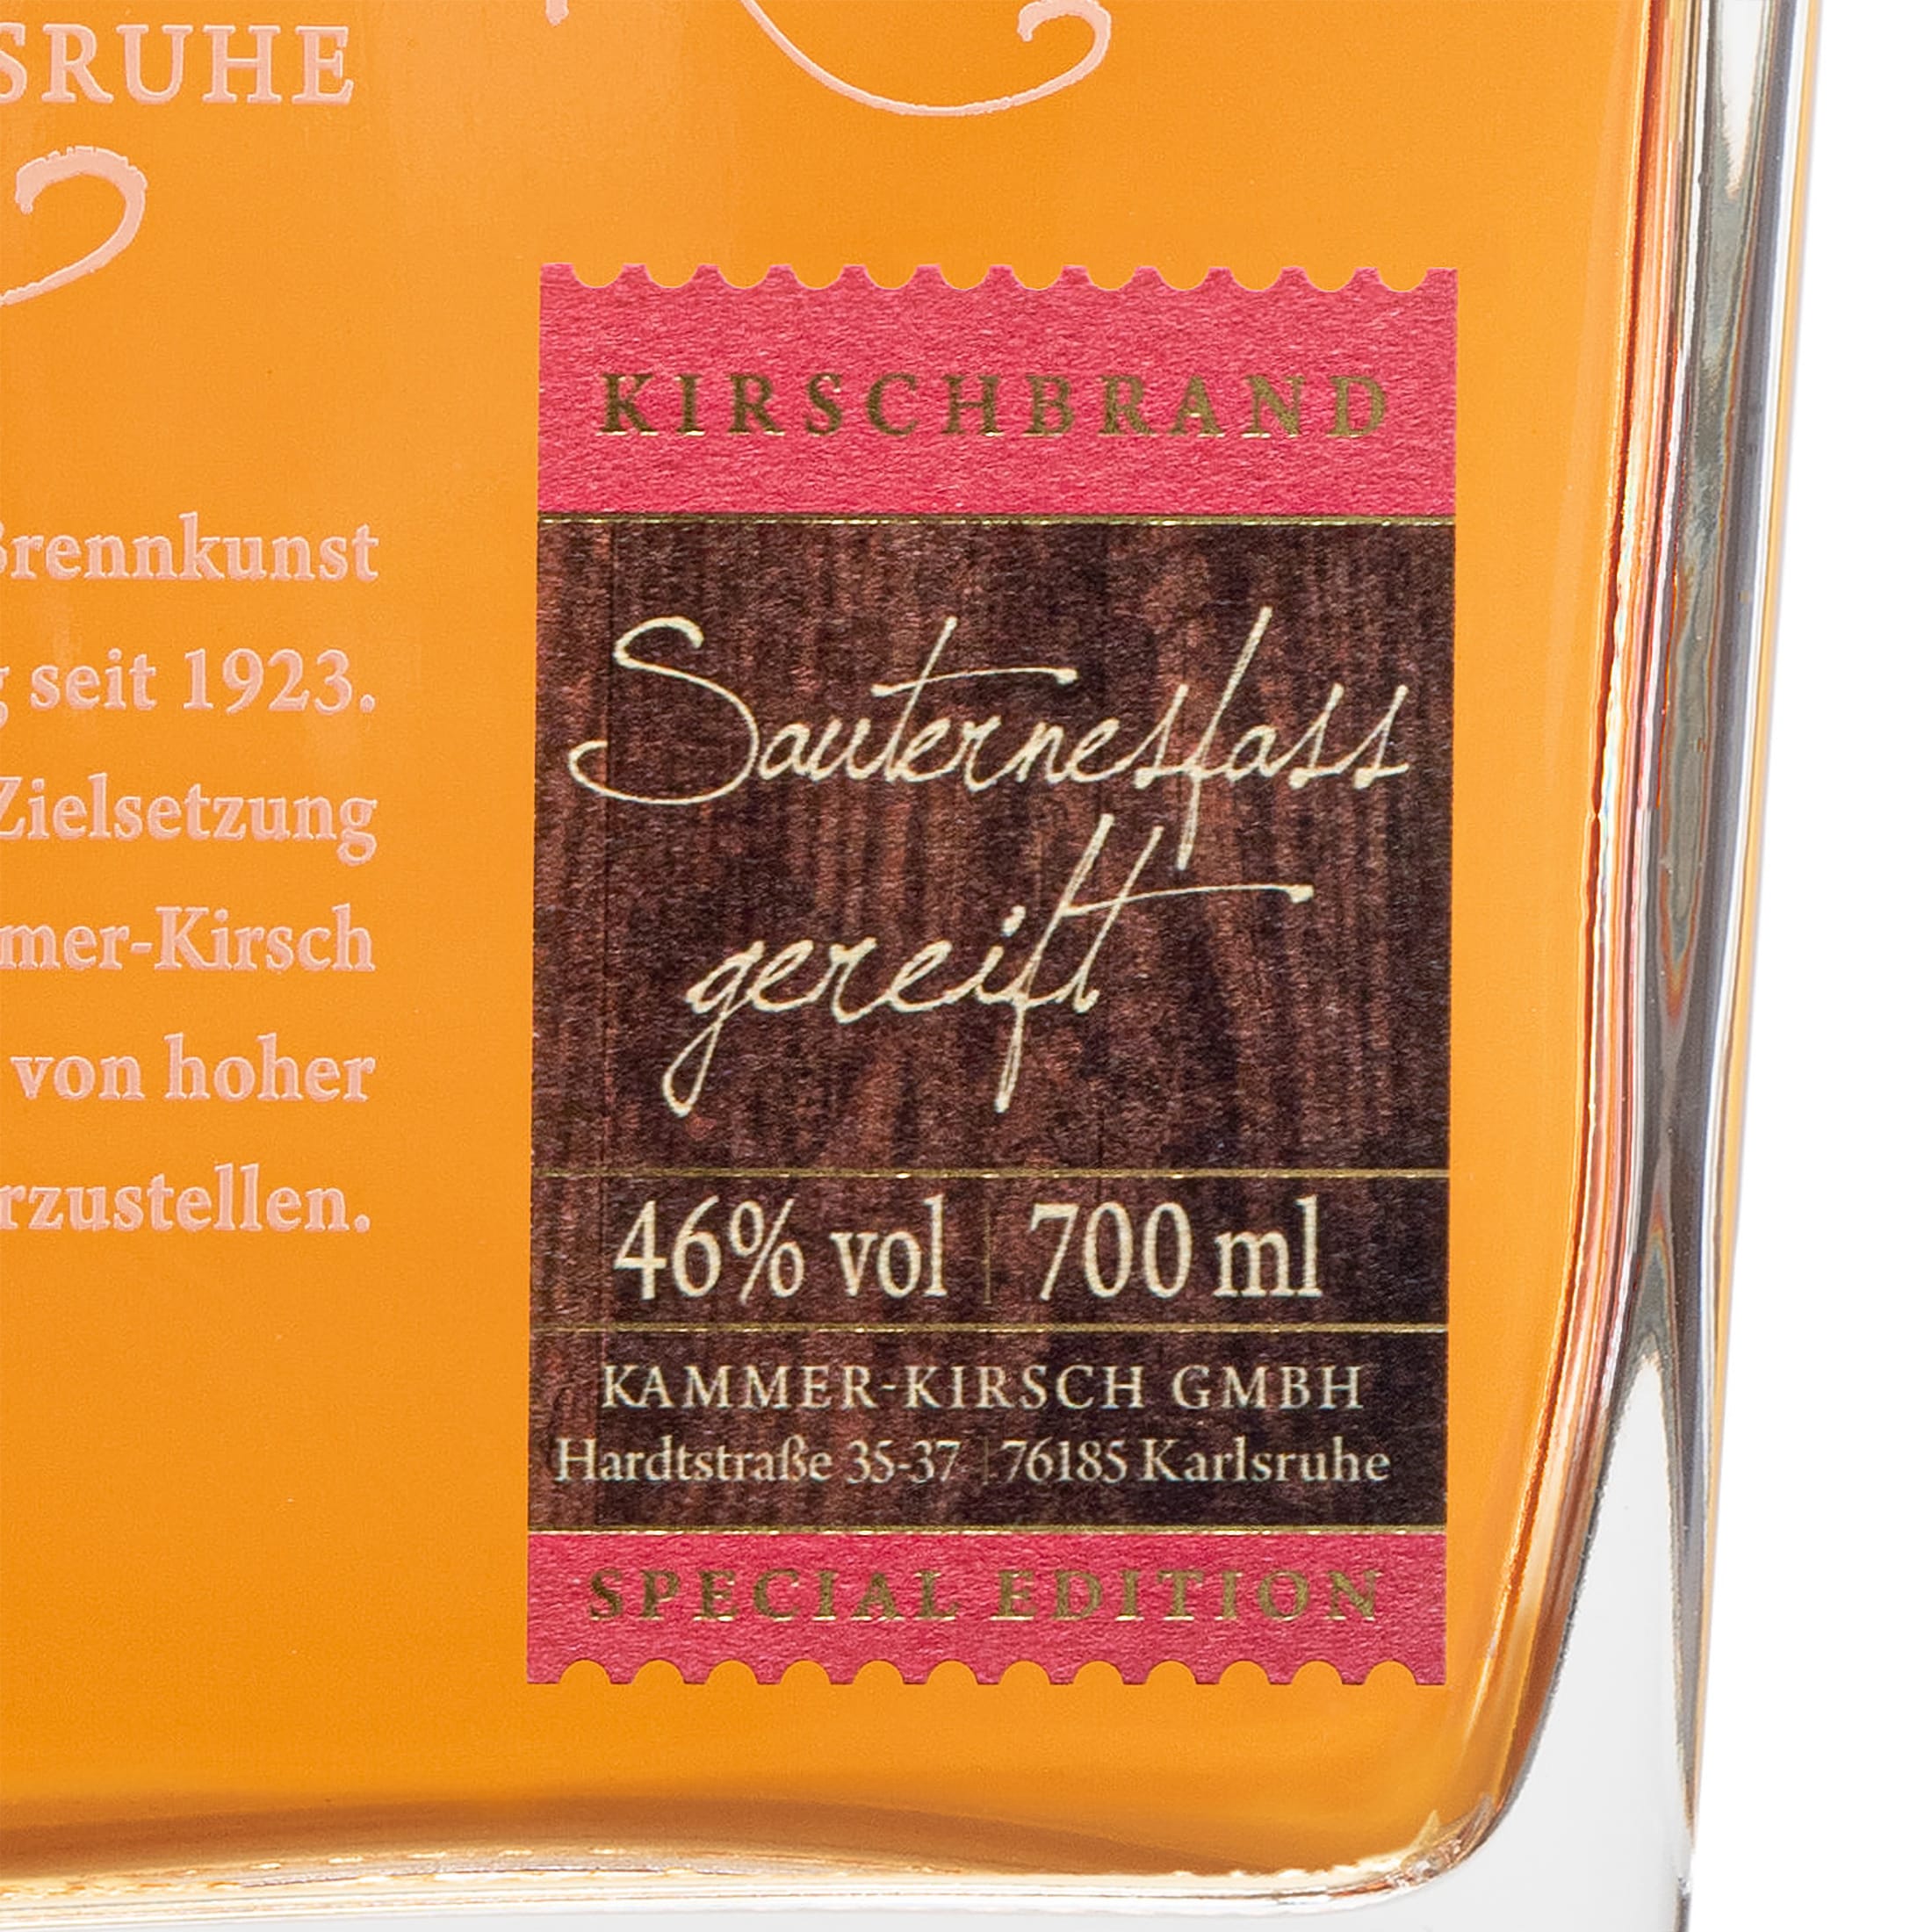 SRUHE
Brennkunst
g seit 1923.
Zielsetzung
mer-Kirsch
von hoher
rzustellen.
KIRSCHBRAND
Sauternesfass
gereift
46% vol | 700 ml
KAMMER-KIRSCH GMBH
Hardtstraße 35-37 | 76185 Karlsruhe
SPECIAL EDITION